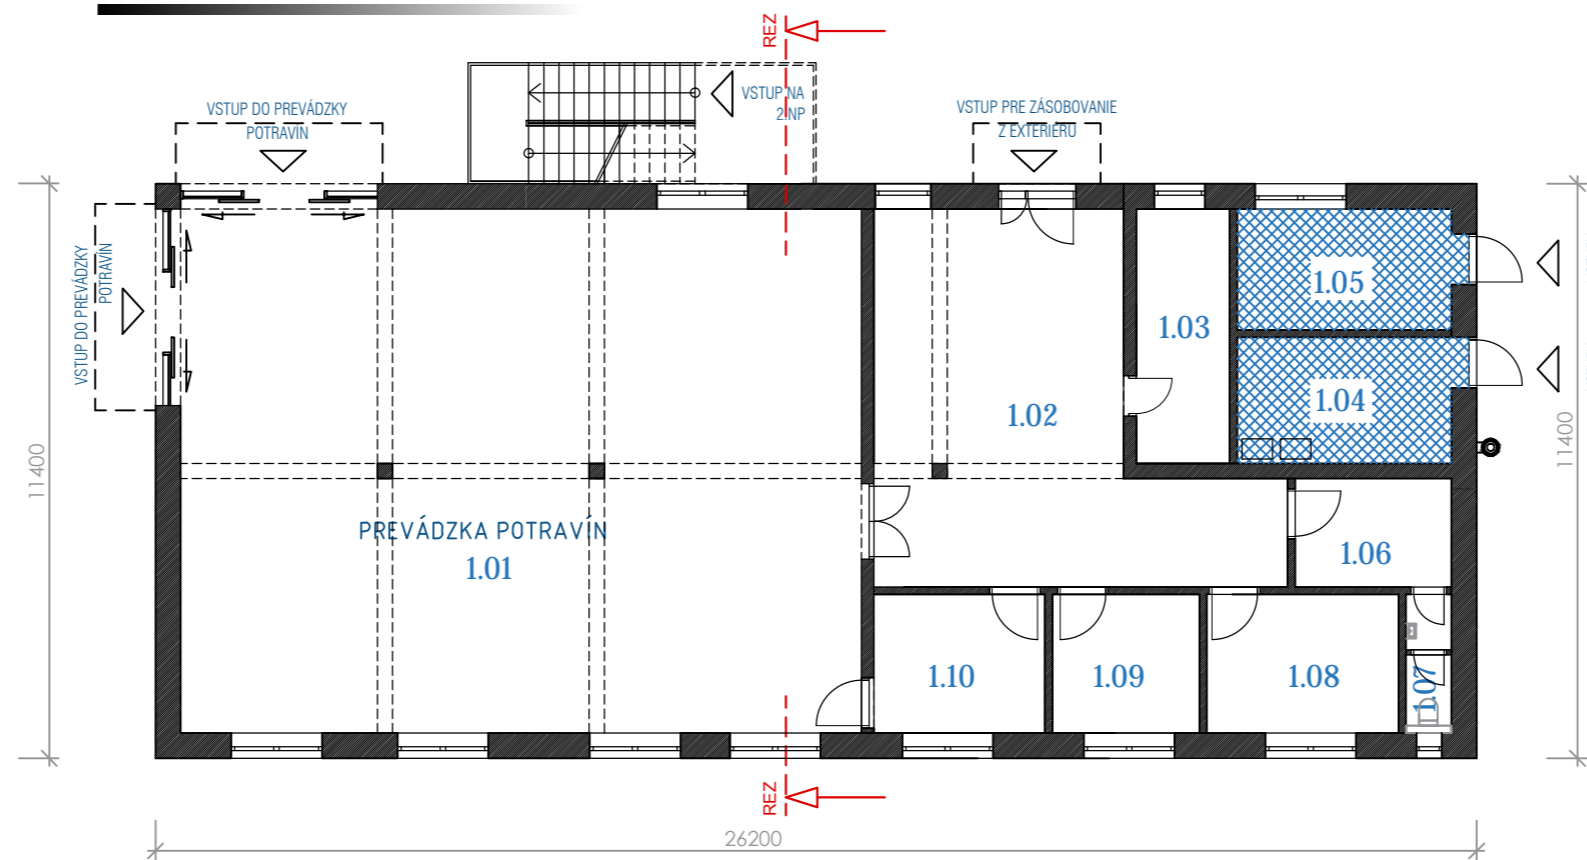 REZ
VSTUP DO PREVÁDZKY
POTRAVÍN
VSTUP NA
2.NP
VSTUP PRE ZÁSOBOVANIE
Z EXTERIÉRU
VSTUP DO PREVÁDZKY
POTRAVÍN
1.05
1.03
1.04
1.02
11400
11400
PREVÁDZKA POTRAVÍN
1.01
1.06
1.10
1.09
1.08
1.07
REZ
26200